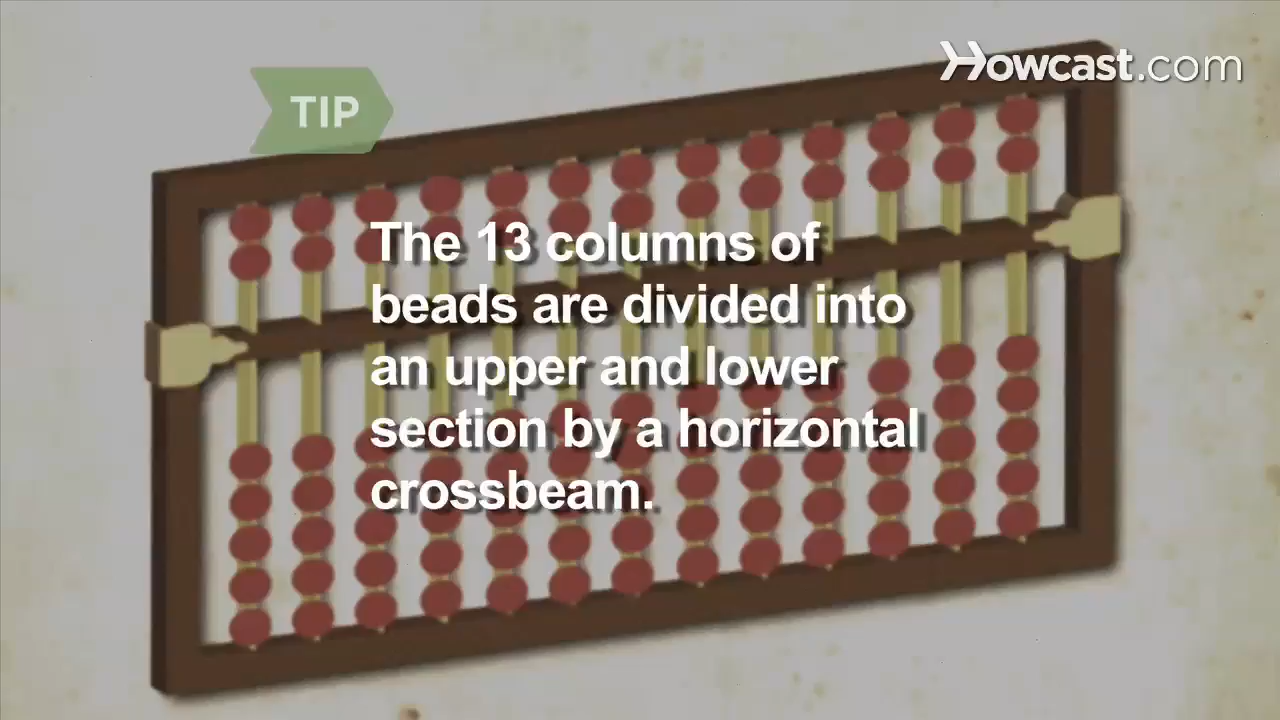 Howcast.com
TIP
The 13 columns of
beads are divided into
an upper and lower
section by a horizontal
crossbeam.